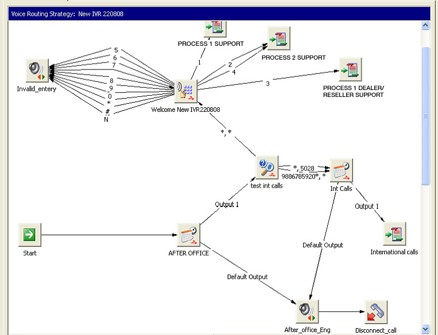 Voice Routing Strategy: New IVR 220808
PROCESS 1 SUPPORT
PROCESS 2 SUPPORT
PROCESS 1 DEALER/
RESELLER SUPPORT
Invalid_entery
5
6
7
8
9
0
*
#
N
1
2
4
3
Welcome New IVR220808
*, *
test int calls
*, 5028
9886785920*, *
Int Calls
Output 1
Output 1
International calls
Start
AFTER OFFICE
Default Output
Default Output
After_office_Eng
Disconnect_call